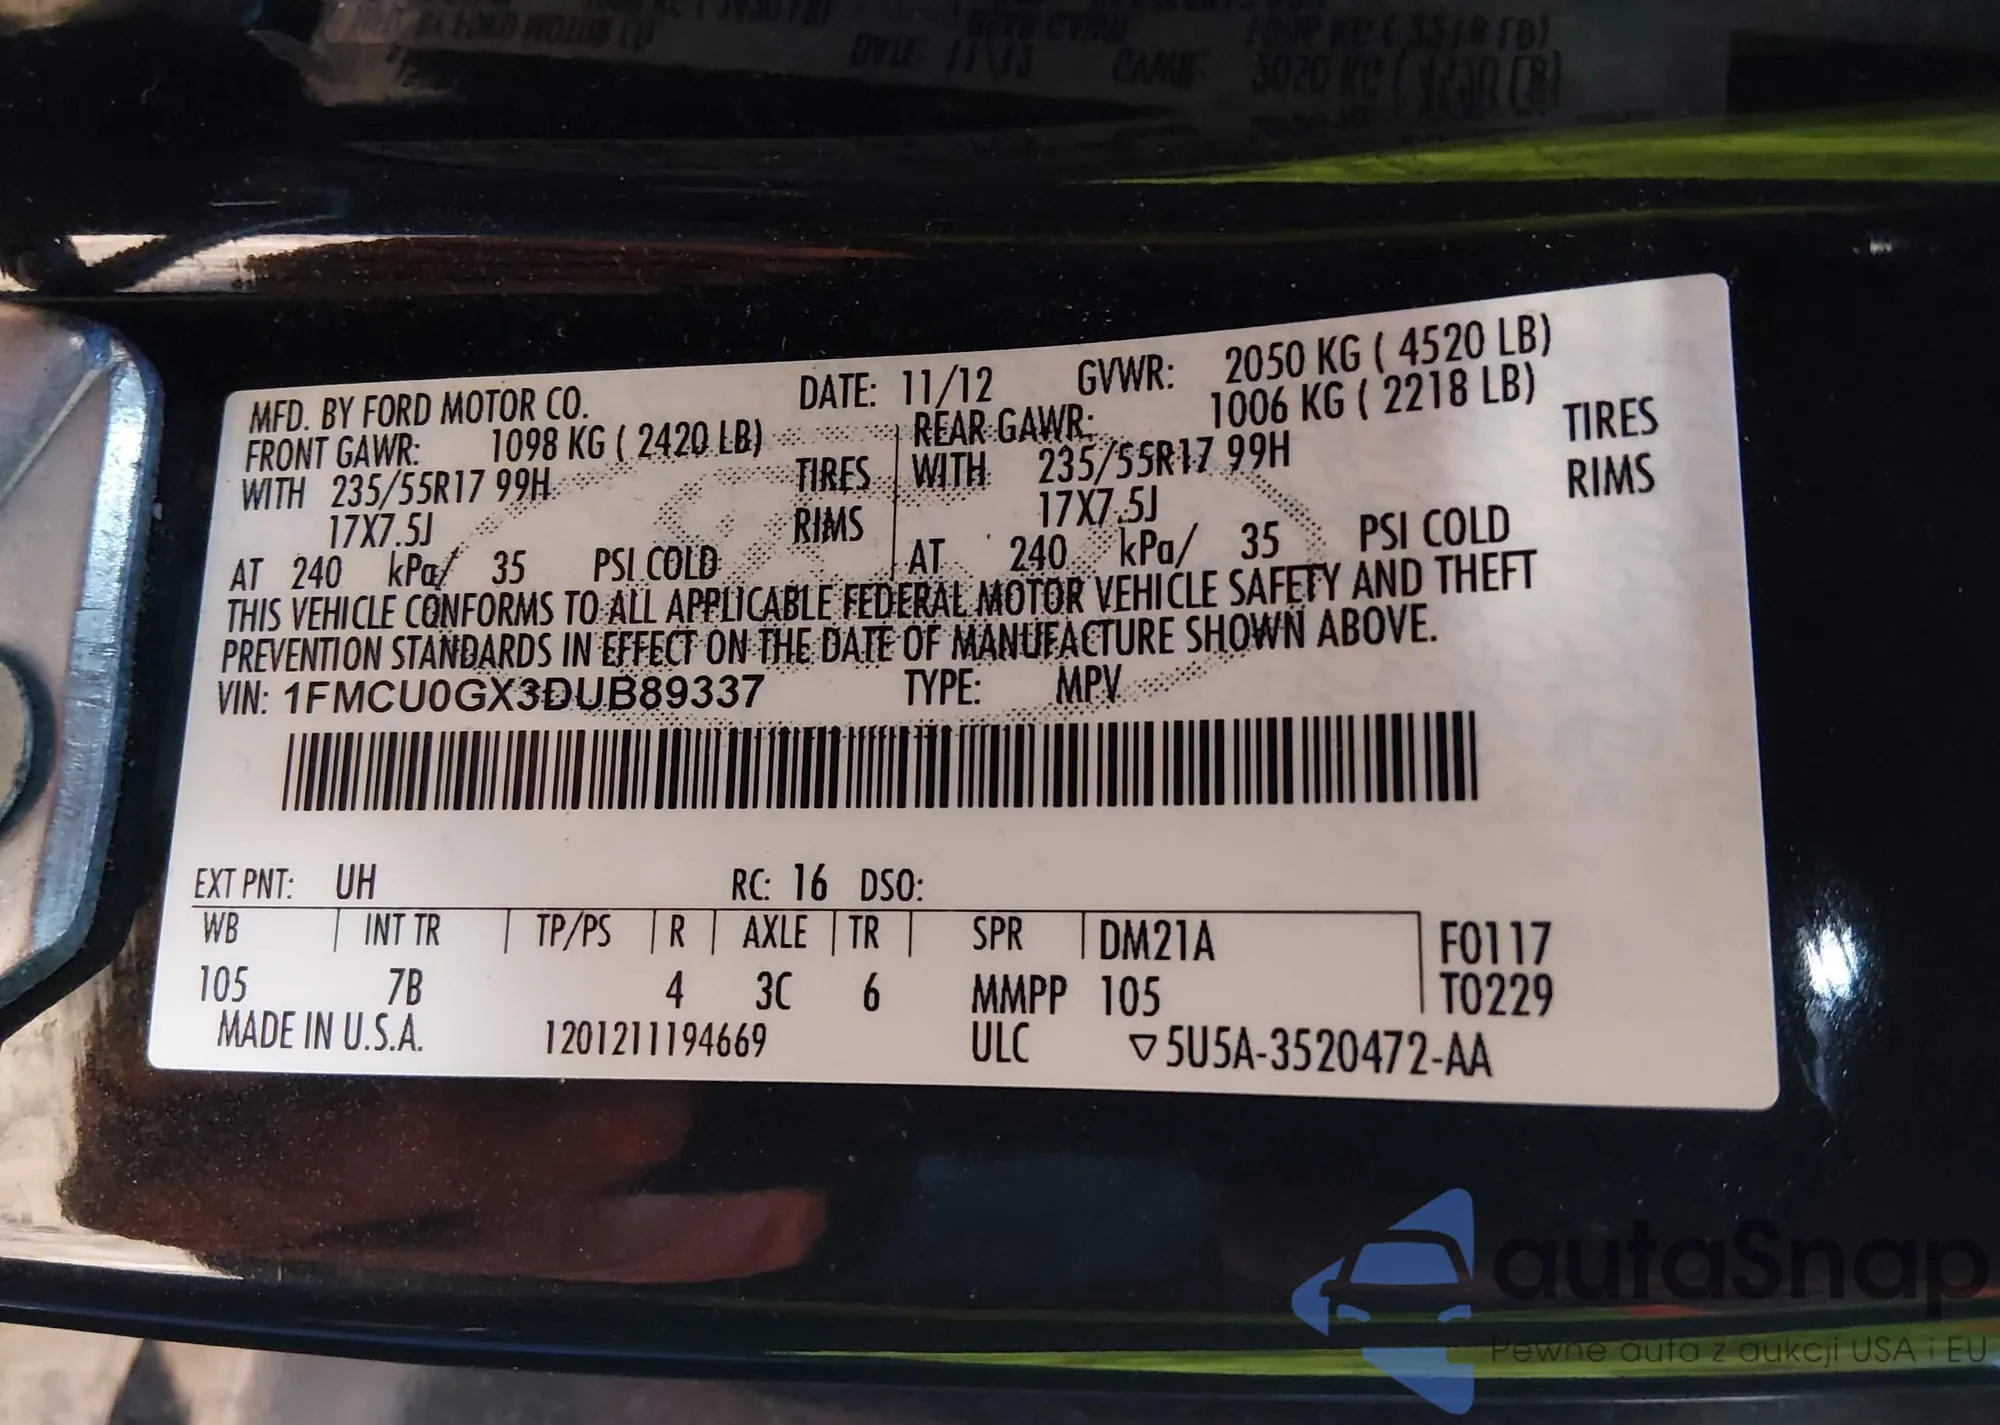 MFD. BY FORD MOTOR CO. DATE: 11/12 GVWR: 2050 KG ( 4520 LB)
FRONT GAWR: 1098 KG ( 2420 LB) REAR GAWR: 1006 KG ( 2218 LB)
WITH 235/55R17 99H TIRES WITH 235/55R17 99H TIRES
17X7.5J RIMS 17X7.5J RIMS
AT 240 kPa/ 35 PSI COLD AT 240 kPa/ 35 PSI COLD
THIS VEHICLE CONFORMS TO ALL APPLICABLE FEDERAL MOTOR VEHICLE SAFETY AND THEFT
PREVENTION STANDARDS IN EFFECT ON THE DATE OF MANUFACTURE SHOWN ABOVE.
VIN: 1FMCU0GX3DUB89337 TYPE: MPV
EXT PNT: UH RC: 16 DSO:
WB INT TR TP/PS R AXLE TR SPR DM21A F0117
105 7B 4 3C 6 MMPP 105 T0229
MADE IN U.S.A. 1201211194669 ULC ▽5U5A-3520472-AA
autaSnap
Pewne auta z aukcji USA i EU